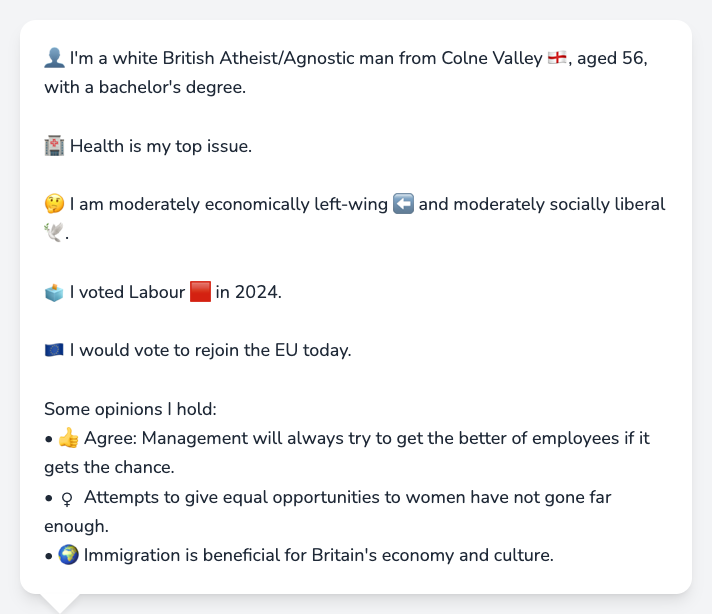 👤 I'm a white British Atheist/Agnostic man from Colne Valley 🏴󠁧󠁢󠁥󠁮󠁧󠁿, aged 56,
with a bachelor's degree.
🏥 Health is my top issue.
🤔 I am moderately economically left-wing ⬅️ and moderately socially liberal
🕊️.
🗳️ I voted Labour 🟥 in 2024.
🇪🇺 I would vote to rejoin the EU today.
Some opinions I hold:
• 👍 Agree: Management will always try to get the better of employees if it
gets the chance.
• ♀ Attempts to give equal opportunities to women have not gone far
enough.
• 🌍 Immigration is beneficial for Britain's economy and culture.